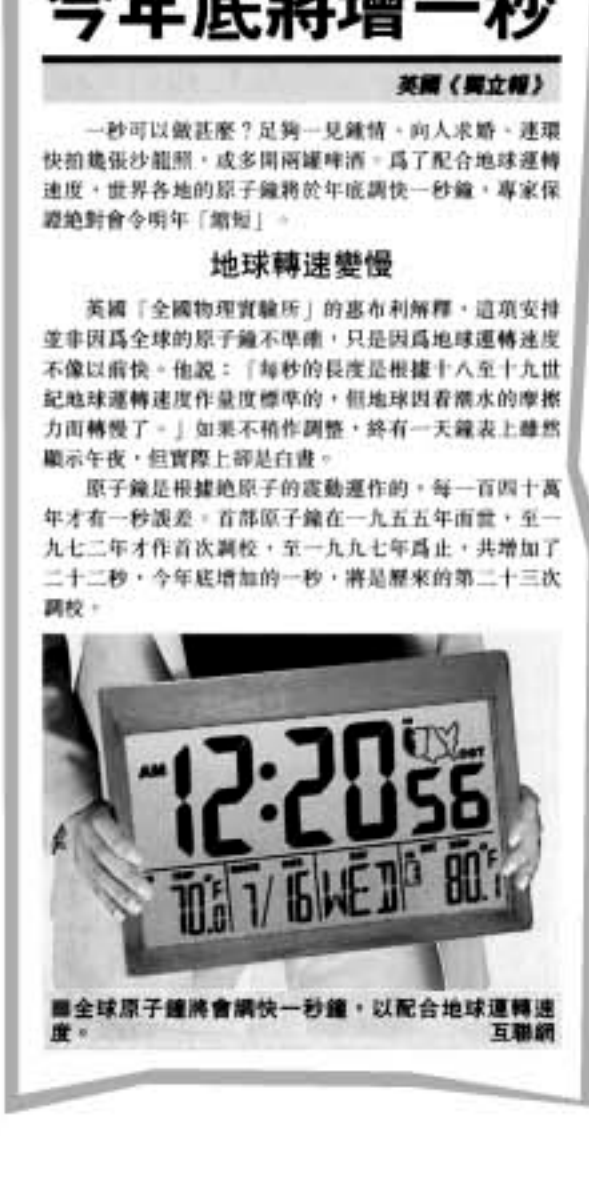 今年底將增一秒
英國《獨立報》
一秒可以做甚麼？足夠一見鍾情、向人求婚、連環
快拍幾張沙龍照，或多開兩罐啤酒。爲了配合地球運轉
速度，世界各地的原子鐘將於年底調快一秒鐘，專家保
證絕對會令明年「縮短」。
地球轉速變慢
英國「全國物理實驗所」的惠布利解釋，這項安排
並非因爲全球的原子鐘不準確，只是因爲地球運轉速度
不像以前快。他說：「每秒的長度是根據十八至十九世
紀地球運轉速度作量度標準的，但地球因着潮水的摩擦
力而轉慢了。」如果不稍作調整，終有一天鐘表上雖然
顯示午夜，但實際上卻是白晝。
原子鐘是根據絶原子的震動運作的，每一百四十萬
年才有一秒誤差。首部原子鐘在一九五五年面世，至一
九七二年才作首次調校，至一九九七年爲止，共增加了
二十二秒，今年底增加的一秒，將是歷來的第二十三次
調校。
AM 12:20 56
DST
70.0°F 7/16 WED 80.1°F
■全球原子鐘將會調快一秒鐘，以配合地球運轉速
度。 互聯網